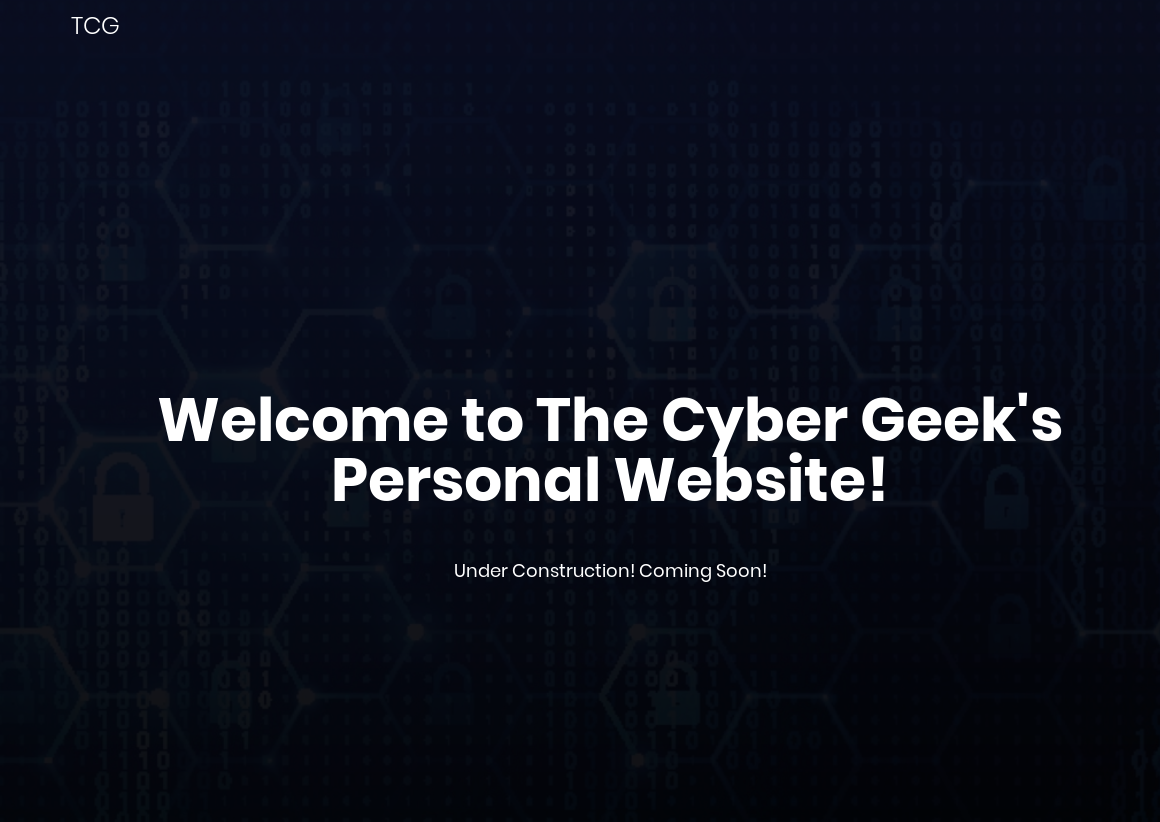 TCG
Welcome to The Cyber Geek's
Personal Website!
Under Construction! Coming Soon!